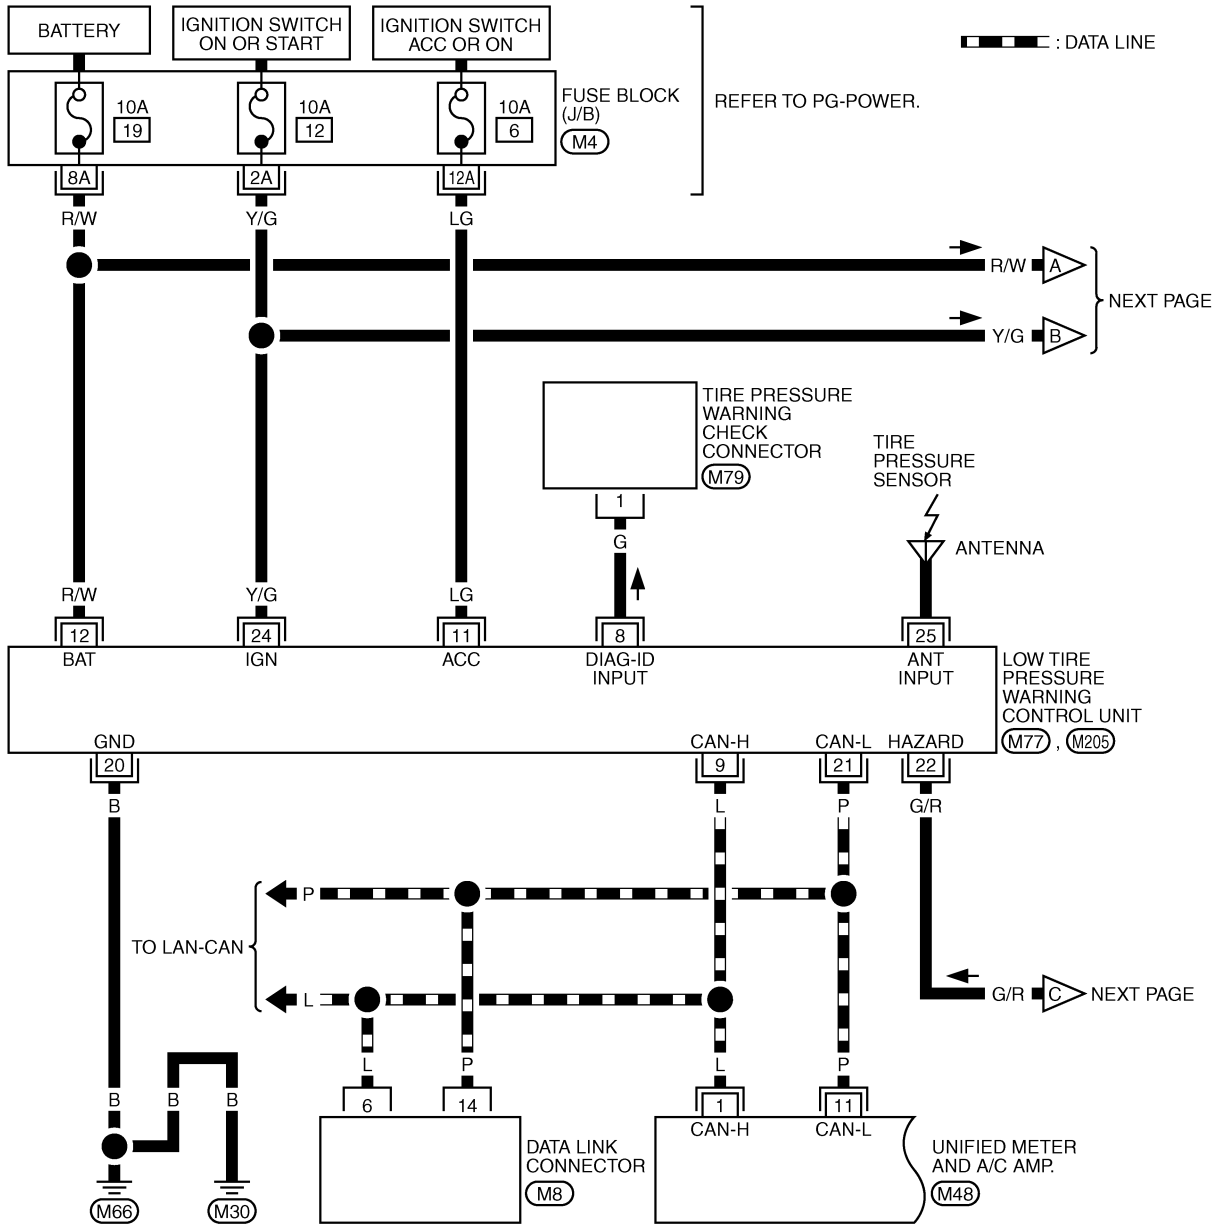 BATTERY
IGNITION SWITCH
ON OR START
IGNITION SWITCH
ACC OR ON
: DATA LINE
10A
19
10A
12
10A
6
FUSE BLOCK
(J/B)
M4
REFER TO PG-POWER.
8A
2A
12A
R/W
Y/G
LG
R/W
A
Y/G
B
NEXT PAGE
TIRE PRESSURE
WARNING
CHECK
CONNECTOR
M79
1
G
TIRE
PRESSURE
SENSOR
ANTENNA
R/W
Y/G
LG
12
24
11
8
25
BAT
IGN
ACC
DIAG-ID
INPUT
ANT
INPUT
LOW TIRE
PRESSURE
WARNING
CONTROL UNIT
M77 , M205
GND
CAN-H
CAN-L
HAZARD
20
9
21
22
B
L
P
G/R
P
TO LAN-CAN
L
G/R
C
NEXT PAGE
L
P
L
P
B
B
B
6
14
1
11
CAN-H
CAN-L
DATA LINK
CONNECTOR
M8
UNIFIED METER
AND A/C AMP.
M48
M66
M30